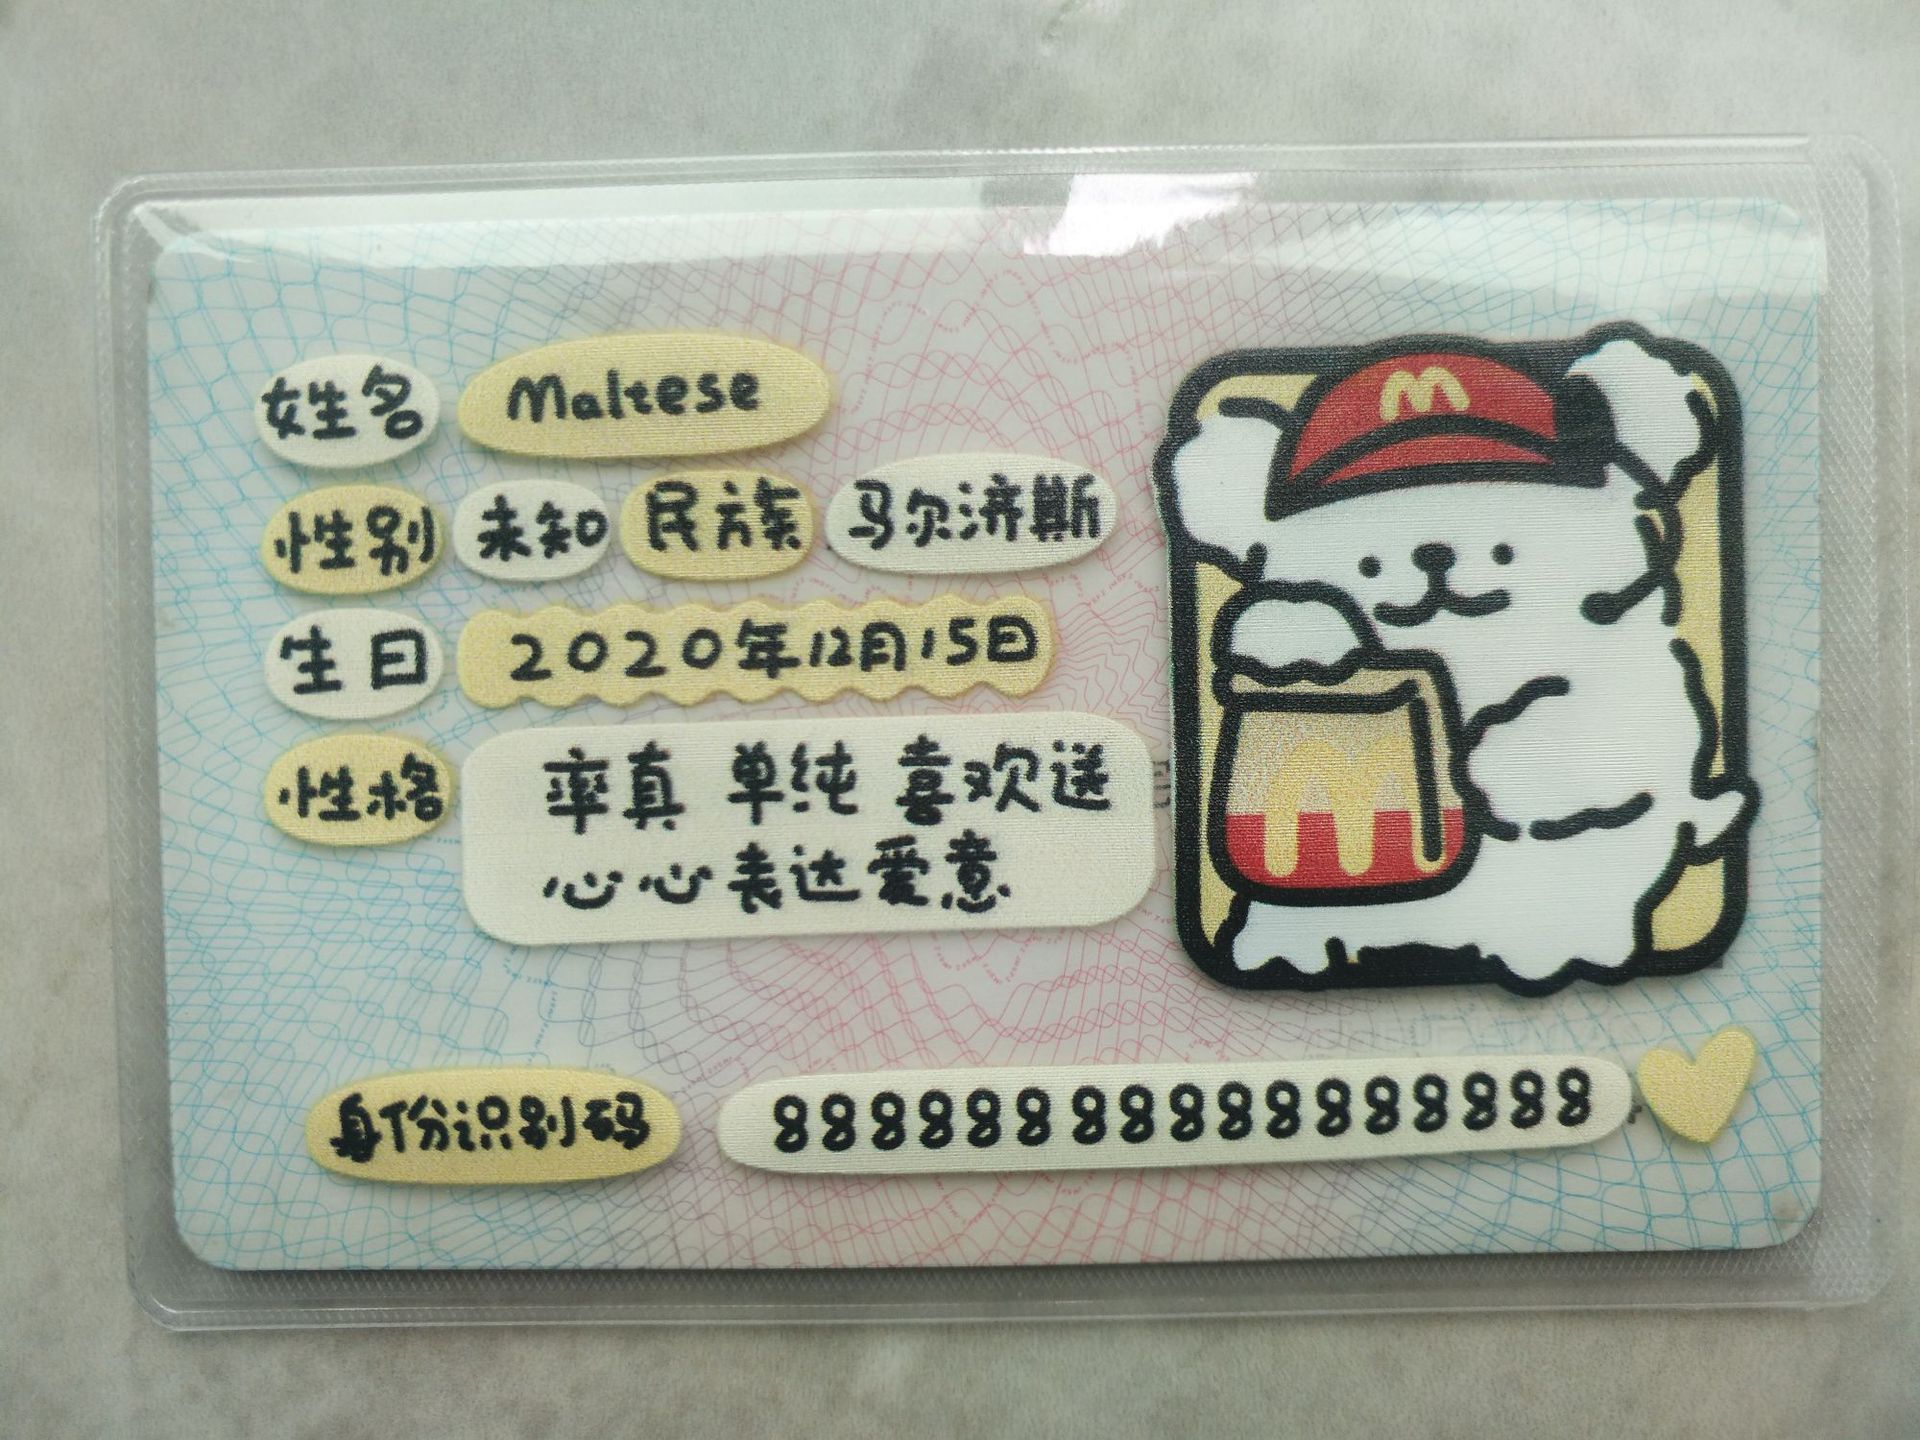 姓名 Maltese
性别 未知 民族 马尔济斯
生日 2020年12月15日
性格 率真 单纯 喜欢送
心心表达爱意
身份识别码 88888888888888888